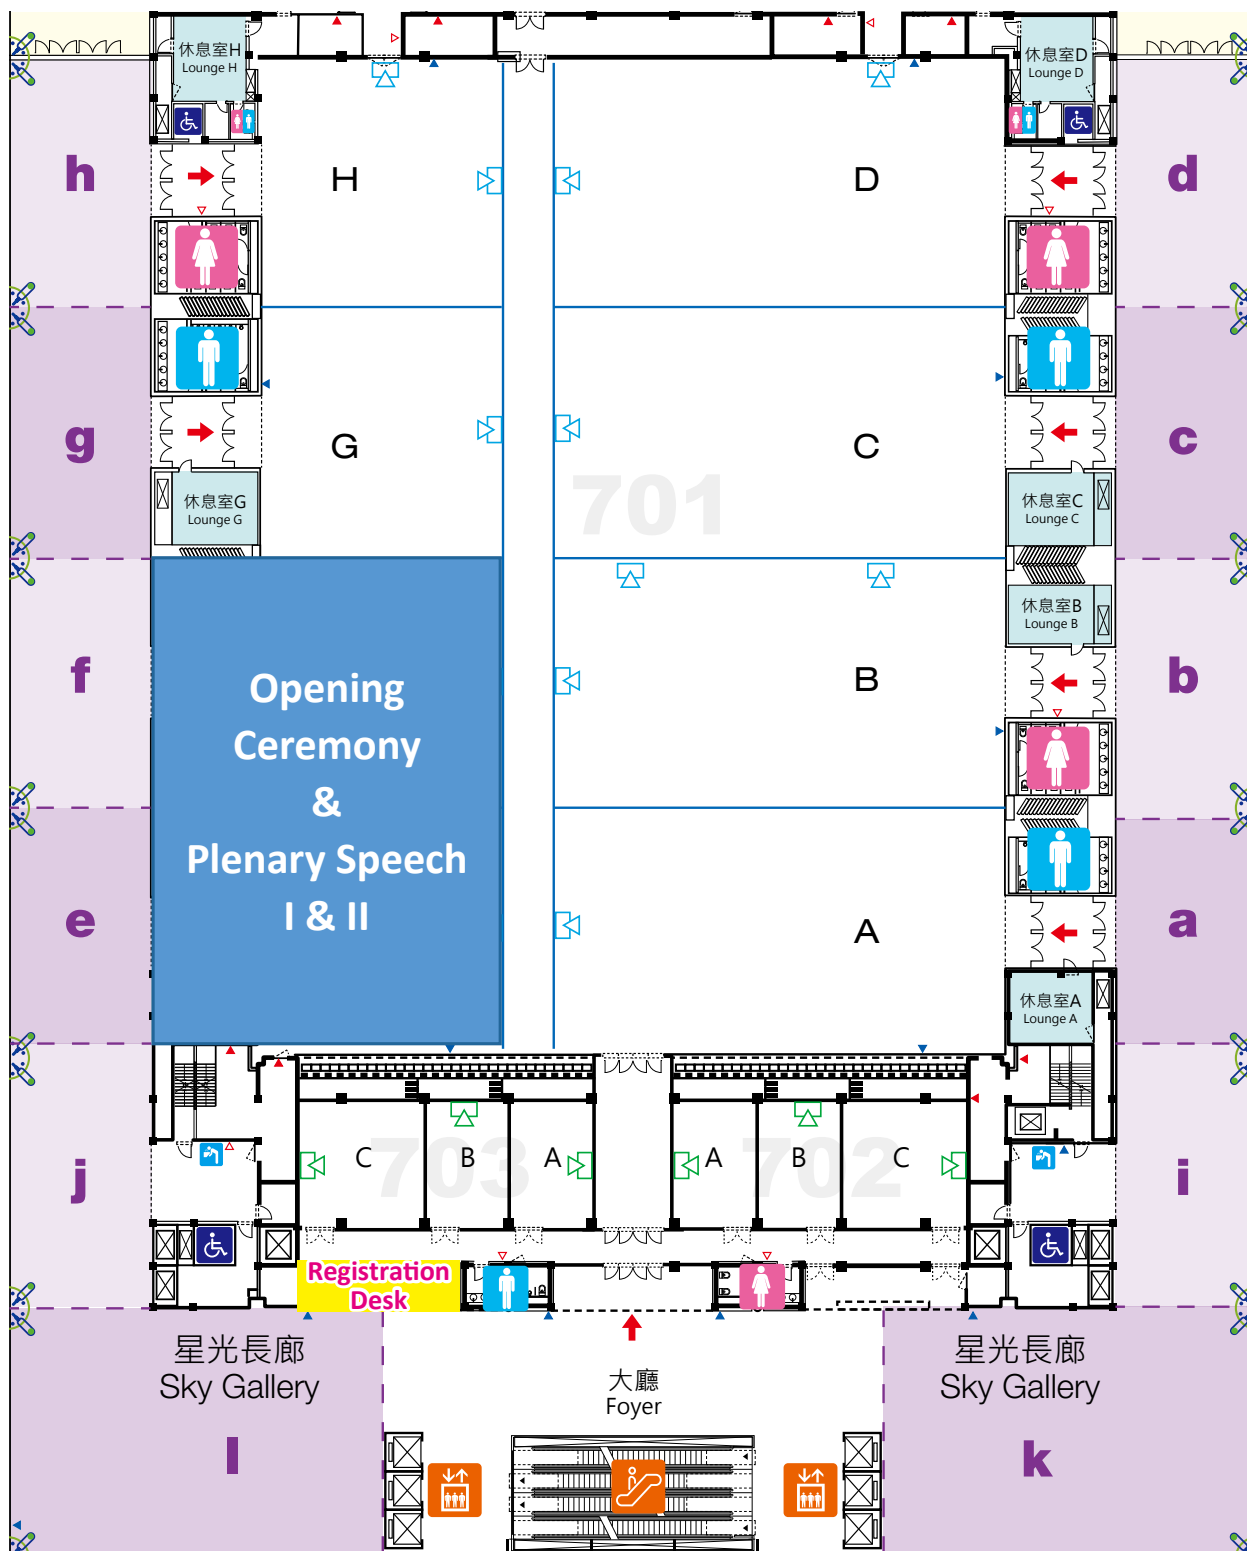 休息室H
Lounge H
休息室D
Lounge D
h
H
D
d
g
G
C
c
701
休息室G
Lounge G
休息室C
Lounge C
休息室B
Lounge B
f
Opening
Ceremony
&
Plenary Speech
I & II
B
b
e
A
a
休息室A
Lounge A
j
C
B
A
703
A
B
C
702
i
Registration
Desk
星光長廊
Sky Gallery
大廳
Foyer
星光長廊
Sky Gallery
l
k